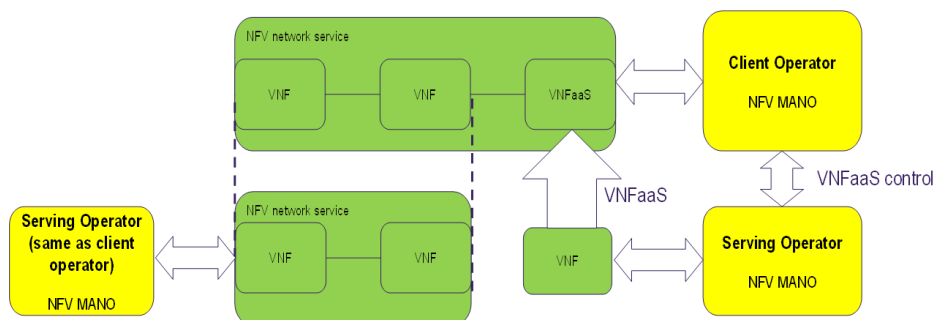 NFV network service
VNF
VNF
VNFaaS
Client Operator
NFV MANO
VNFaaS
VNFaaS control
NFV network service
VNF
VNF
VNF
Serving Operator
(same as client
operator)
NFV MANO
Serving Operator
NFV MANO